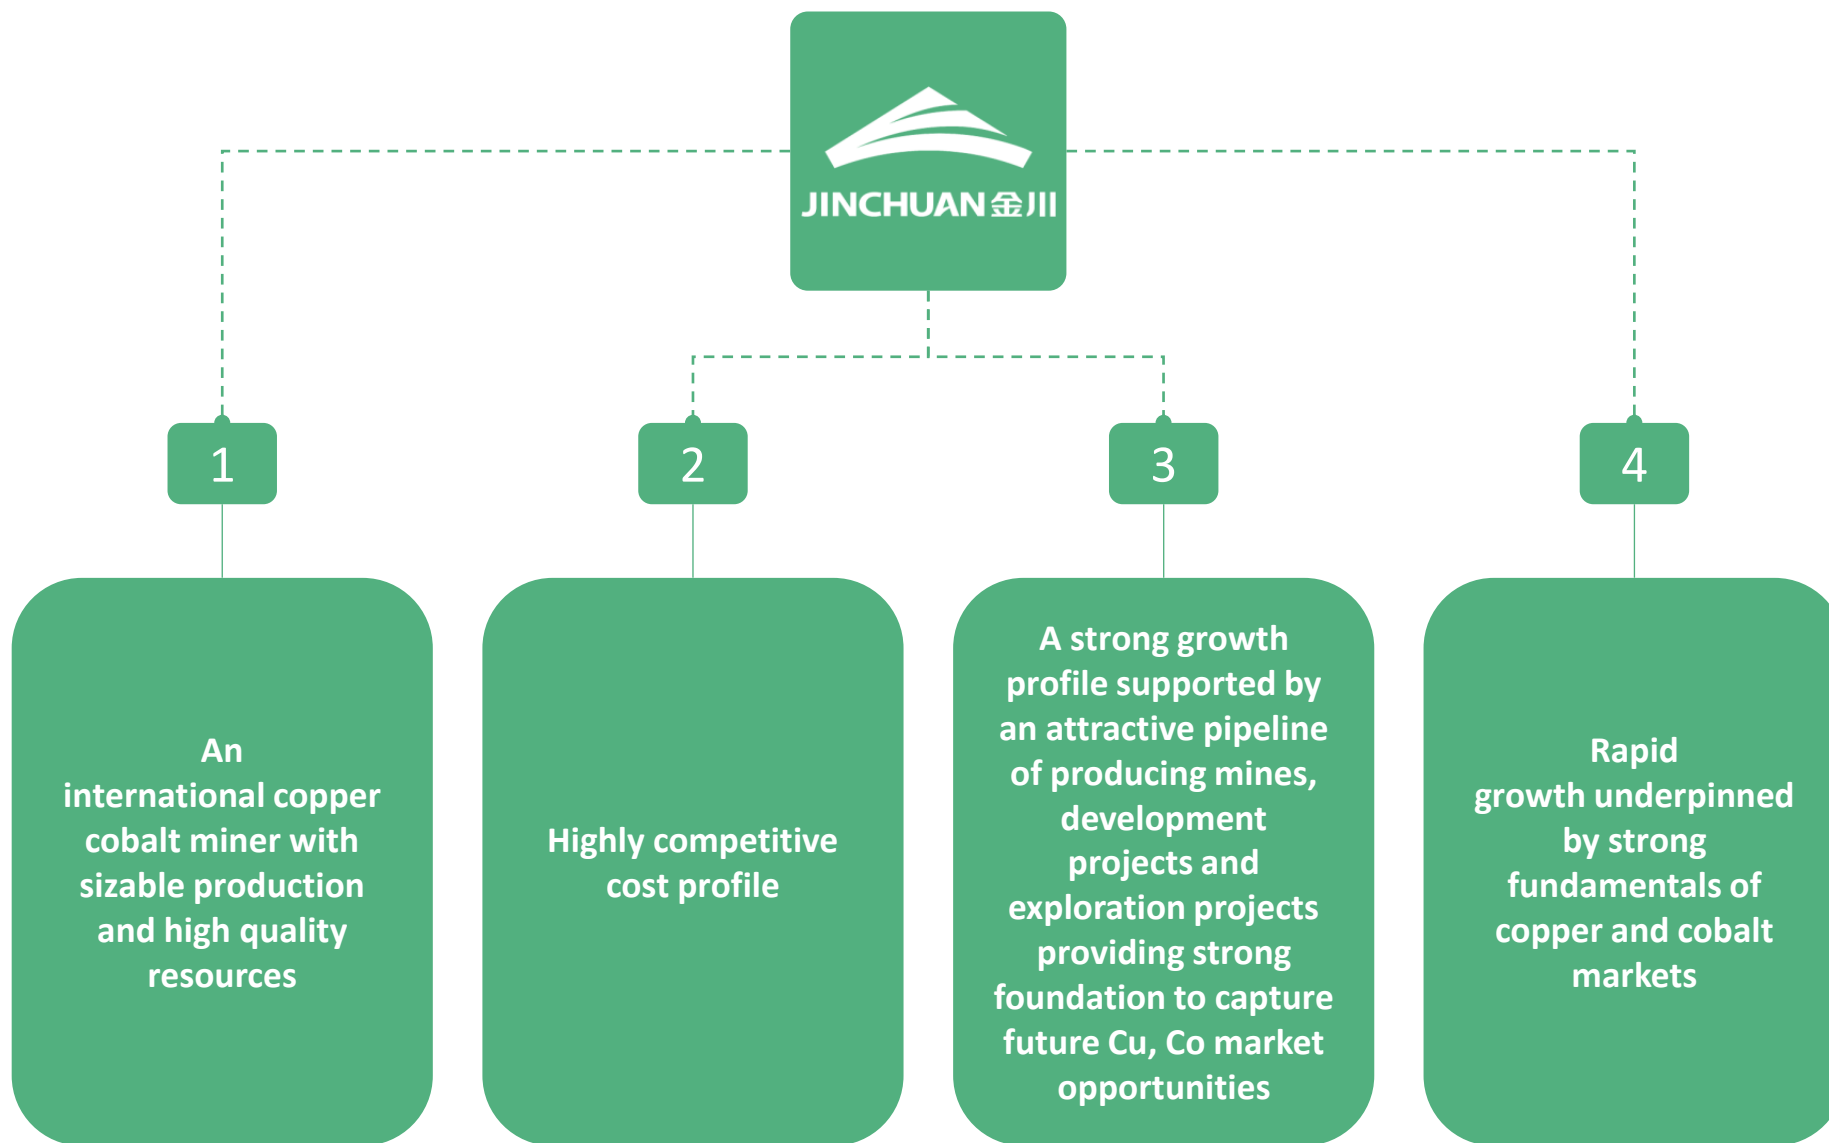 JINCHUAN金川
1
2
3
4
An
international copper
cobalt miner with
sizable production
and high quality
resources
Highly competitive
cost profile
A strong growth
profile supported by
an attractive pipeline
of producing mines,
development
projects and
exploration projects
providing strong
foundation to capture
future Cu, Co market
opportunities
Rapid
growth underpinned
by strong
fundamentals of
copper and cobalt
markets